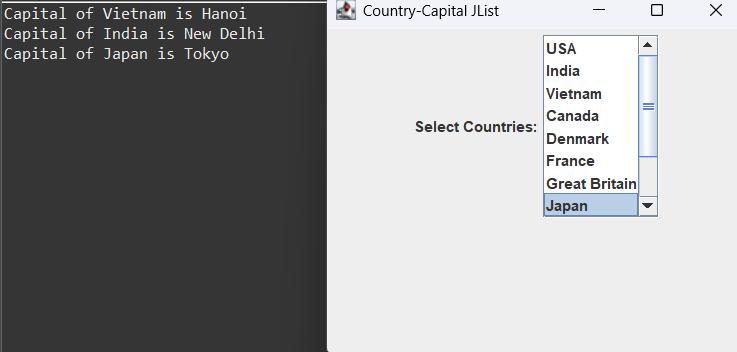 Capital of Vietnam is Hanoi
Capital of India is New Delhi
Capital of Japan is Tokyo
Country-Capital JList
Select Countries:
USA
India
Vietnam
Canada
Denmark
France
Great Britain
Japan